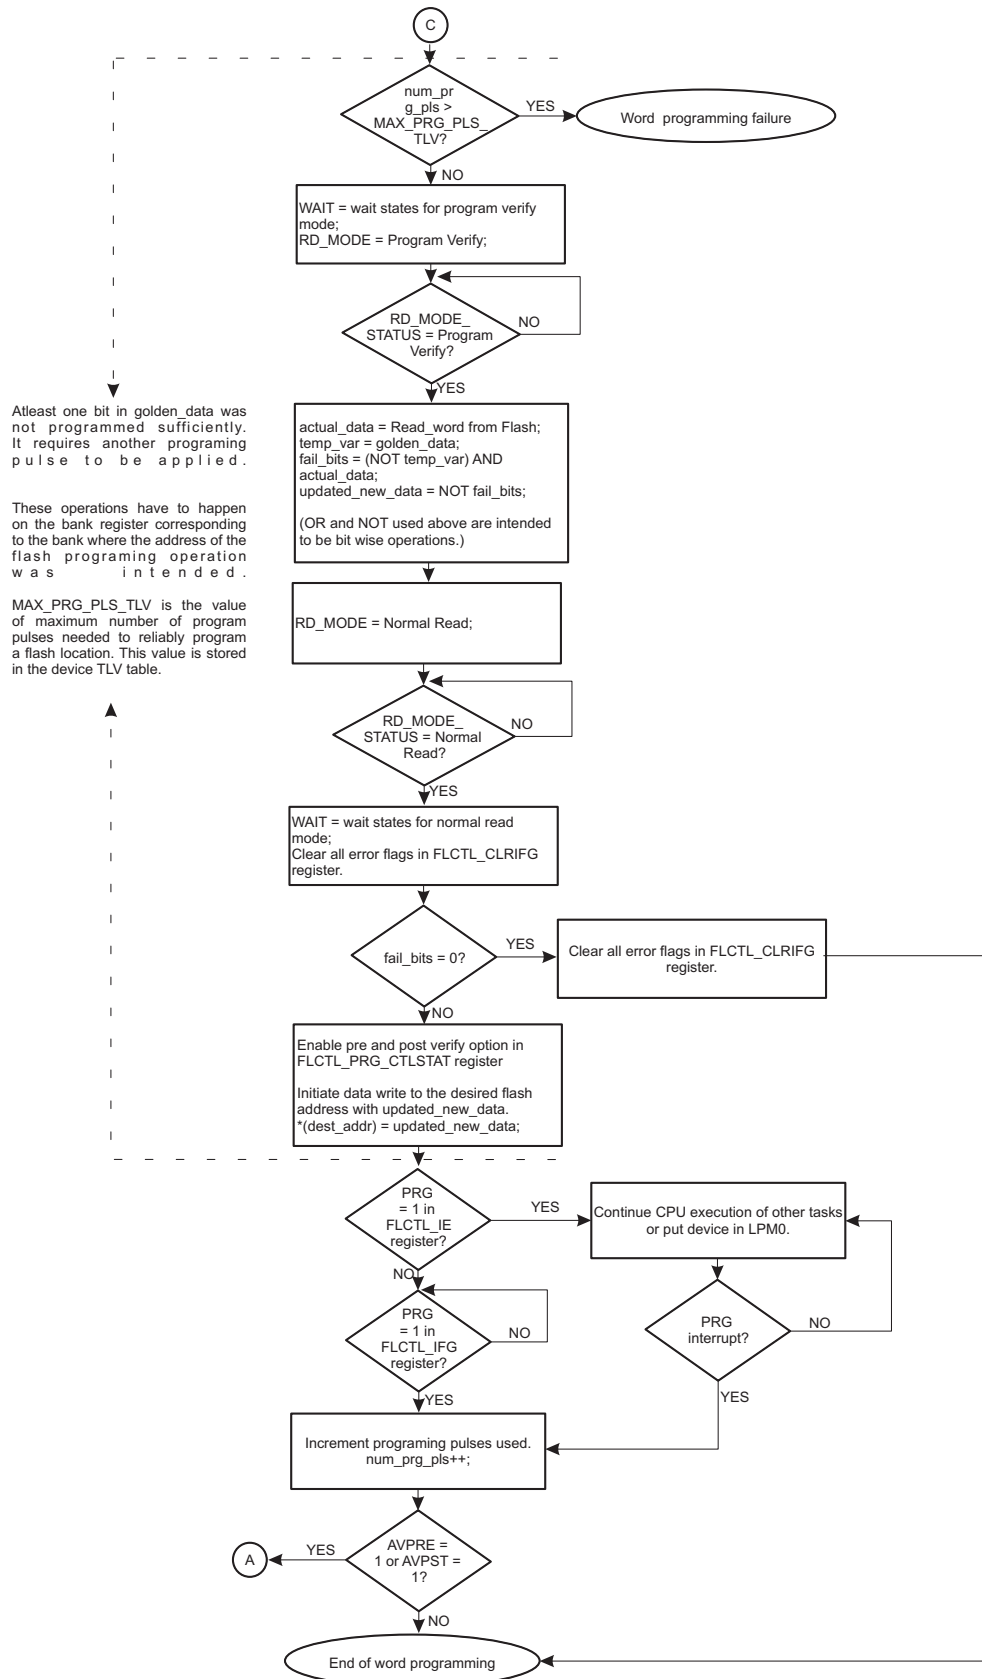 C
num_pr
g_pls >
MAX_PRG_PLS_
TLV?
YES
Word programming failure
NO
WAIT = wait states for program verify
mode;
RD_MODE = Program Verify;
RD_MODE_
STATUS = Program
Verify?
NO
YES
Atleast one bit in golden_data was
not programmed sufficiently.
It requires another programing
pulse to be applied.
These operations have to happen
on the bank register corresponding
to the bank where the address of the
flash programing operation
was intended.
MAX_PRG_PLS_TLV is the value
of maximum number of program
pulses needed to reliably program
a flash location. This value is stored
in the device TLV table.
actual_data = Read_word from Flash;
temp_var = golden_data;
fail_bits = (NOT temp_var) AND
actual_data;
updated_new_data = NOT fail_bits;
(OR and NOT used above are intended
to be bit wise operations.)
RD_MODE = Normal Read;
RD_MODE_
STATUS = Normal
Read?
NO
YES
WAIT = wait states for normal read
mode;
Clear all error flags in FLCTL_CLRIFG
register.
fail_bits = 0?
YES
Clear all error flags in FLCTL_CLRIFG
register.
NO
Enable pre and post verify option in
FLCTL_PRG_CTLSTAT register
Initiate data write to the desired flash
address with updated_new_data.
*(dest_addr) = updated_new_data;
PRG
= 1 in
FLCTL_IE
register?
YES
Continue CPU execution of other tasks
or put device in LPM0.
NO
PRG
= 1 in
FLCTL_IFG
register?
NO
PRG
interrupt?
NO
YES
YES
Increment programing pulses used.
num_prg_pls++;
AVPRE =
1 or AVPST =
1?
YES
A
NO
End of word programming